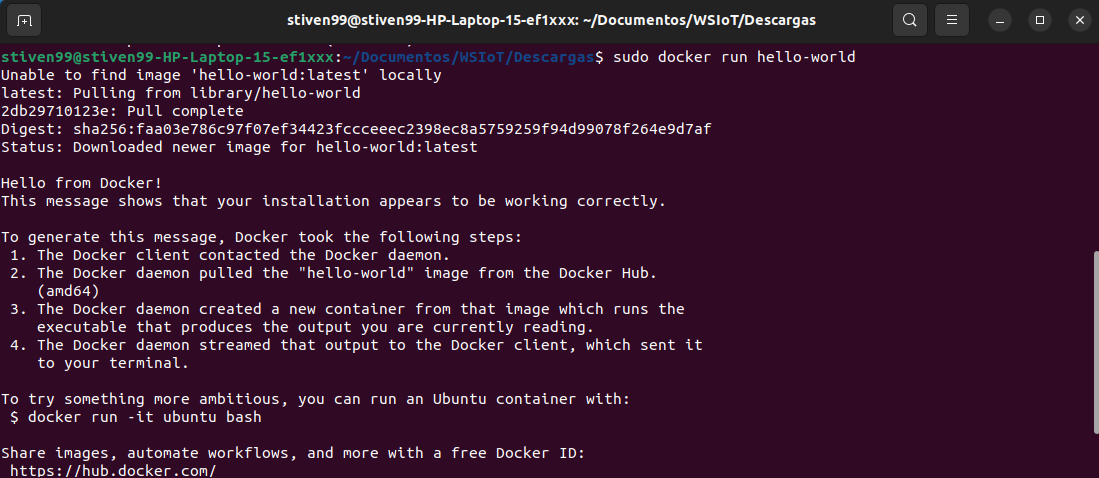 stiven99@stiven99-HP-Laptop-15-ef1xxx: ~/Documentos/WSIoT/Descargas
stiven99@stiven99-HP-Laptop-15-ef1xxx:~/Documentos/WSIoT/Descargas$ sudo docker run hello-world
Unable to find image 'hello-world:latest' locally
latest: Pulling from library/hello-world
2db29710123e: Pull complete
Digest: sha256:faa03e786c97f07ef34423fccceeec2398ec8a5759259f94d99078f264e9d7af
Status: Downloaded newer image for hello-world:latest

Hello from Docker!
This message shows that your installation appears to be working correctly.

To generate this message, Docker took the following steps:
 1. The Docker client contacted the Docker daemon.
 2. The Docker daemon pulled the "hello-world" image from the Docker Hub.
    (amd64)
 3. The Docker daemon created a new container from that image which runs the
    executable that produces the output you are currently reading.
 4. The Docker daemon streamed that output to the Docker client, which sent it
    to your terminal.

To try something more ambitious, you can run an Ubuntu container with:
 $ docker run -it ubuntu bash

Share images, automate workflows, and more with a free Docker ID:
 https://hub.docker.com/